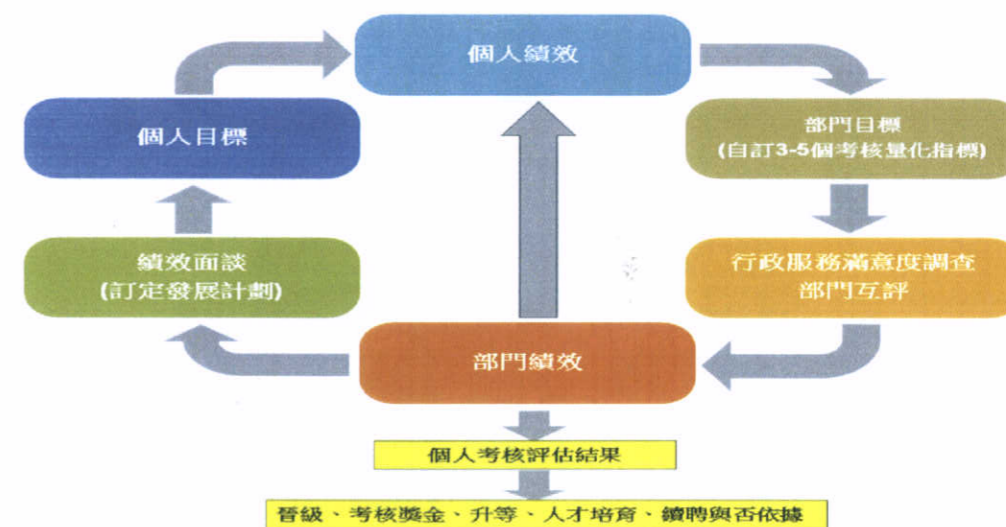 個人績效
個人目標
部門目標
(自訂3-5個考核量化指標)
績效面談
(訂定發展計劃)
行政服務滿意度調查
部門互評
部門績效
個人考核評估結果
晉級、考核獎金、升等、人才培育、續聘與否依據